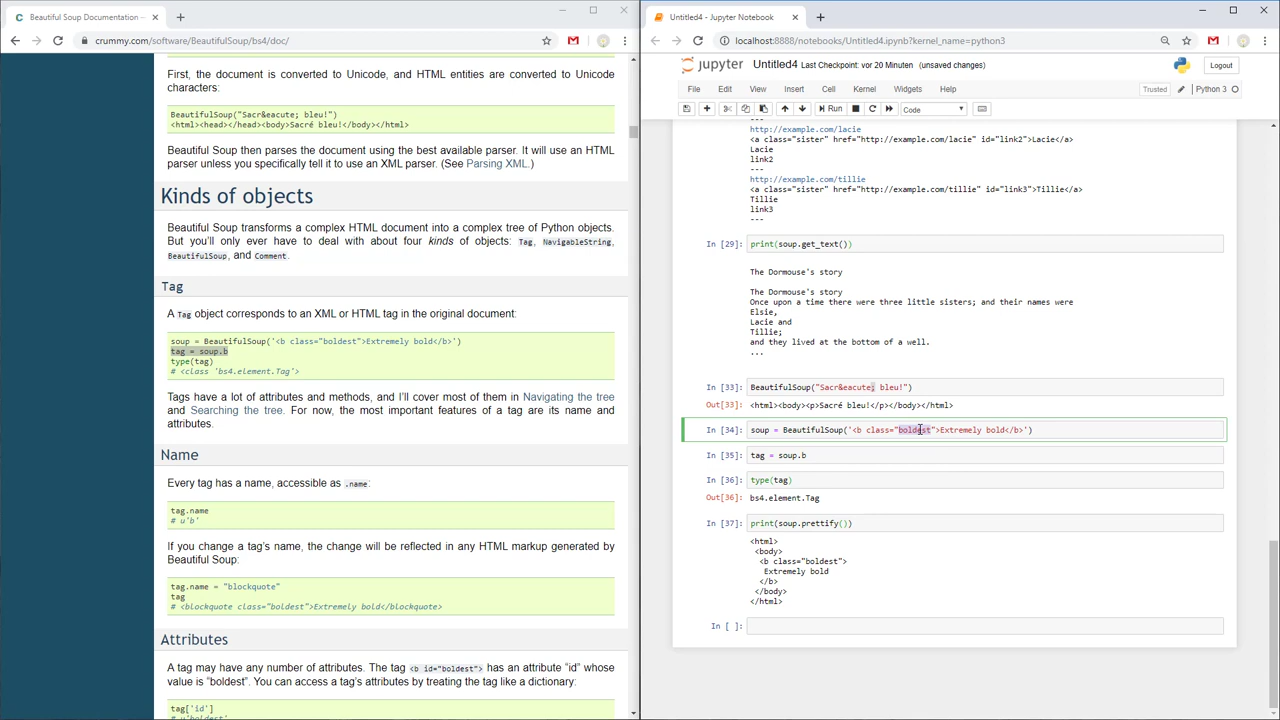 Beautiful Soup Documentation —
crummy.com/software/BeautifulSoup/bs4/doc/
First, the document is converted to Unicode, and HTML entities are converted to Unicode
characters:
BeautifulSoup("Sacr&eacute; bleu!")
<html><head></head><body>Sacré bleu!</body></html>
Beautiful Soup then parses the document using the best available parser. It will use an HTML
parser unless you specifically tell it to use an XML parser. (See Parsing XML.)
Kinds of objects
Beautiful Soup transforms a complex HTML document into a complex tree of Python objects.
But you'll only ever have to deal with about four kinds of objects: Tag, NavigableString,
BeautifulSoup, and Comment.
Tag
A Tag object corresponds to an XML or HTML tag in the original document:
soup = BeautifulSoup('<b class="boldest">Extremely bold</b>')
tag = soup.b
type(tag)
# <class 'bs4.element.Tag'>
Tags have a lot of attributes and methods, and I'll cover most of them in Navigating the tree
and Searching the tree. For now, the most important features of a tag are its name and
attributes.
Name
Every tag has a name, accessible as .name:
tag.name
# u'b'
If you change a tag's name, the change will be reflected in any HTML markup generated by
Beautiful Soup:
tag.name = "blockquote"
tag
# <blockquote class="boldest">Extremely bold</blockquote>
Attributes
A tag may have any number of attributes. The tag <b id="boldest"> has an attribute "id" whose
value is "boldest". You can access a tag's attributes by treating the tag like a dictionary:
tag['id']
# u'boldest'
Untitled4 - Jupyter Notebook
localhost:8888/notebooks/Untitled4.ipynb?kernel_name=python3
jupyter Untitled4 Last Checkpoint: vor 20 Minuten (unsaved changes)
Logout
File Edit View Insert Cell Kernel Widgets Help
Trusted Python 3
Run Code
---
http://example.com/lacie
<a class="sister" href="http://example.com/lacie" id="link2">Lacie</a>
Lacie
link2
---
http://example.com/tillie
<a class="sister" href="http://example.com/tillie" id="link3">Tillie</a>
Tillie
link3
---
In [29]: print(soup.get_text())
The Dormouse's story
The Dormouse's story
Once upon a time there were three little sisters; and their names were
Elsie,
Lacie and
Tillie;
and they lived at the bottom of a well.
...
In [33]: BeautifulSoup("Sacr&eacute; bleu!")
Out[33]: <html><body><p>Sacré bleu!</p></body></html>
In [34]: soup = BeautifulSoup('<b class="boldest">Extremely bold</b>')
In [35]: tag = soup.b
In [36]: type(tag)
Out[36]: bs4.element.Tag
In [37]: print(soup.prettify())
<html>
<body>
<b class="boldest">
Extremely bold
</b>
</body>
</html>
In [ ]: